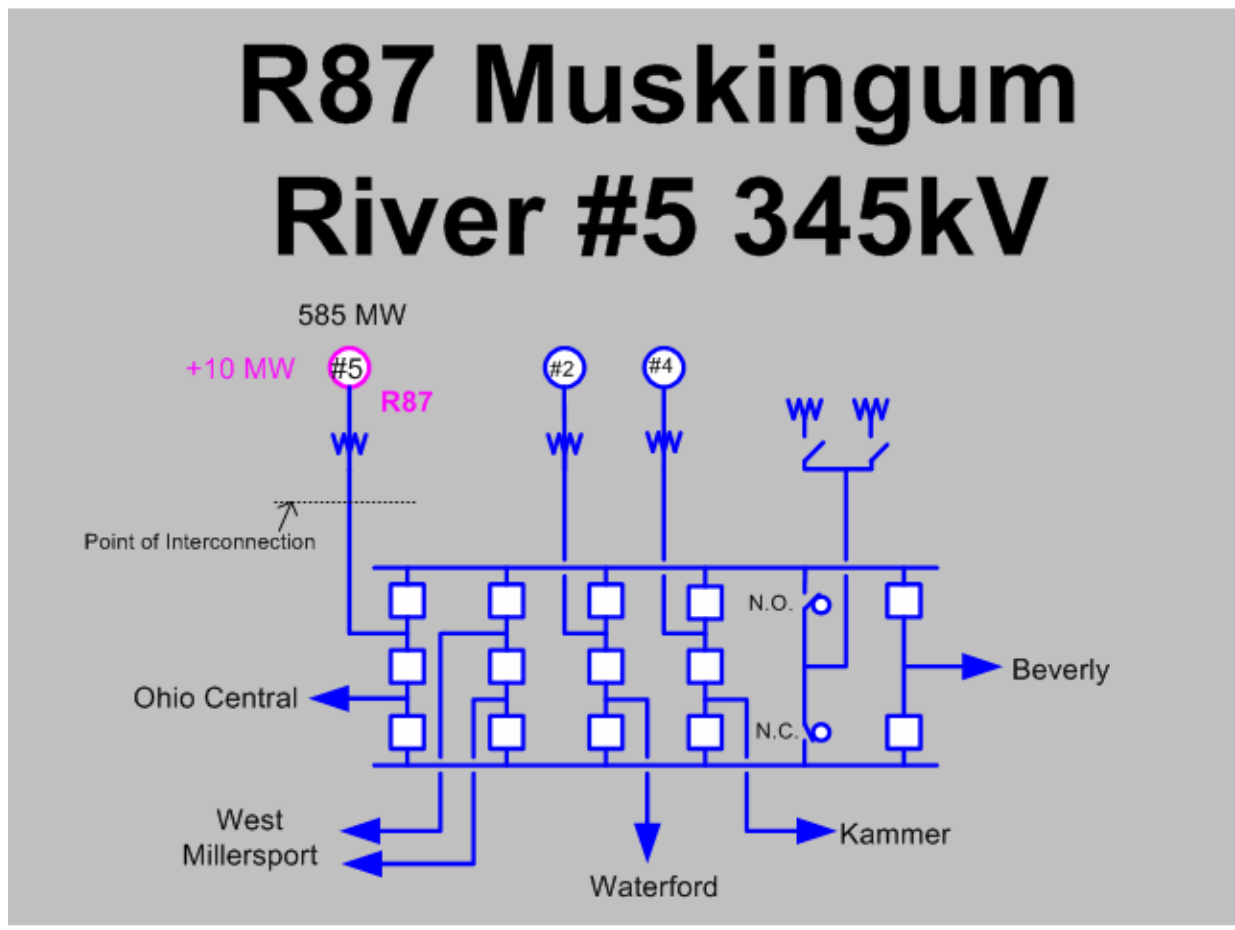 R87 Muskingum
River #5 345kV
585 MW
+10 MW
#5
R87
#2
#4
Point of Interconnection
N.O.
Beverly
Ohio Central
N.C.
West
Millersport
Kammer
Waterford